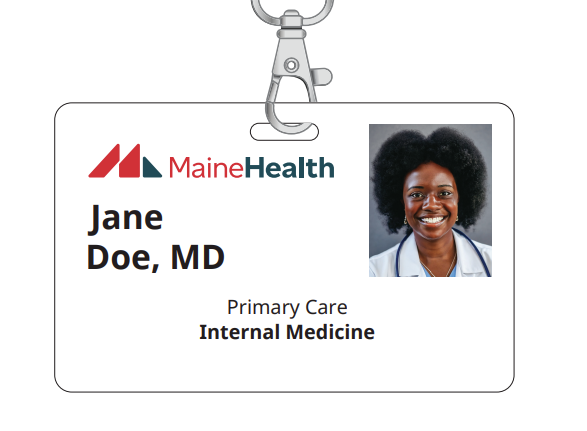 MaineHealth
Jane
Doe, MD
Primary Care
Internal Medicine